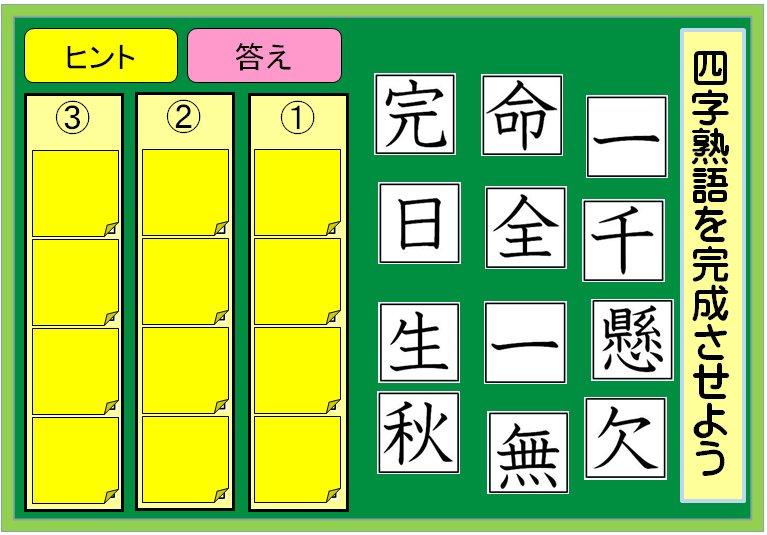 四字熟語を完成させよう
ヒント
答え
一
千
懸
欠
命
全
一
無
完
日
生
秋
①
②
③